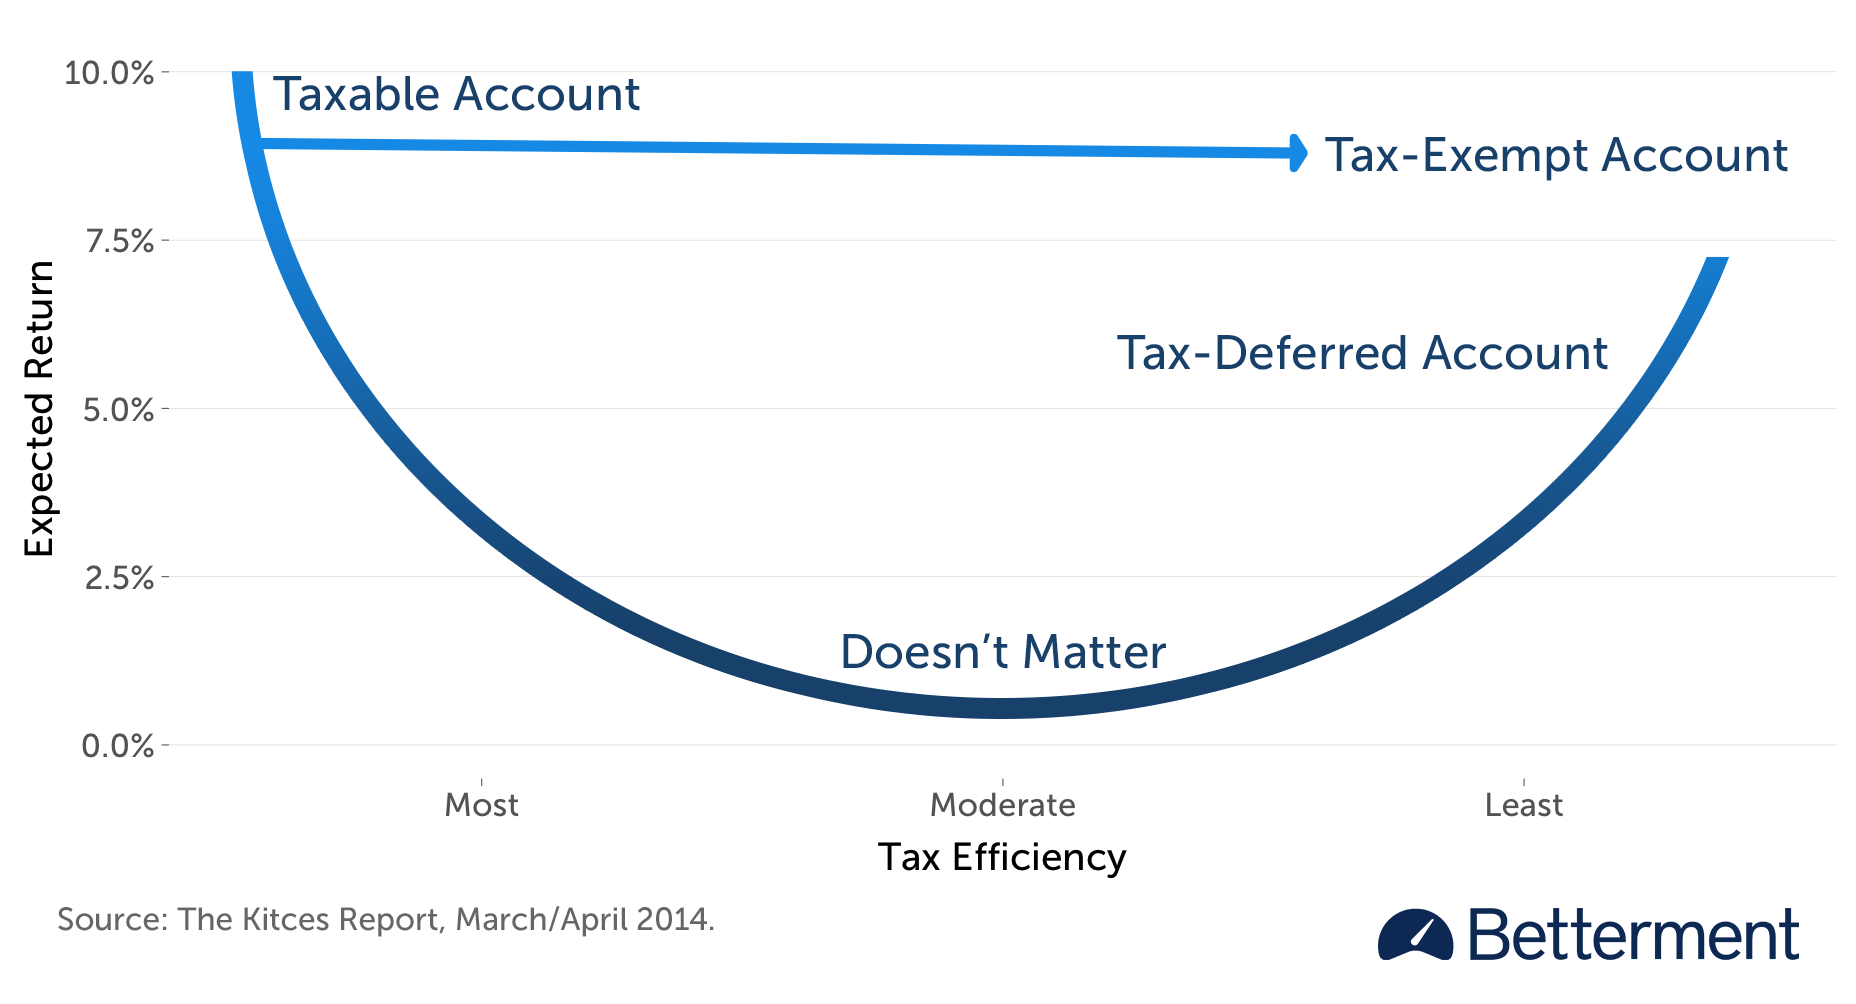 10.0%
Taxable Account
Tax-Exempt Account
7.5%
Tax-Deferred Account
5.0%
Expected Return
2.5%
Doesn’t Matter
0.0%
Most
Moderate
Least
Tax Efficiency
Source: The Kitces Report, March/April 2014.
Betterment